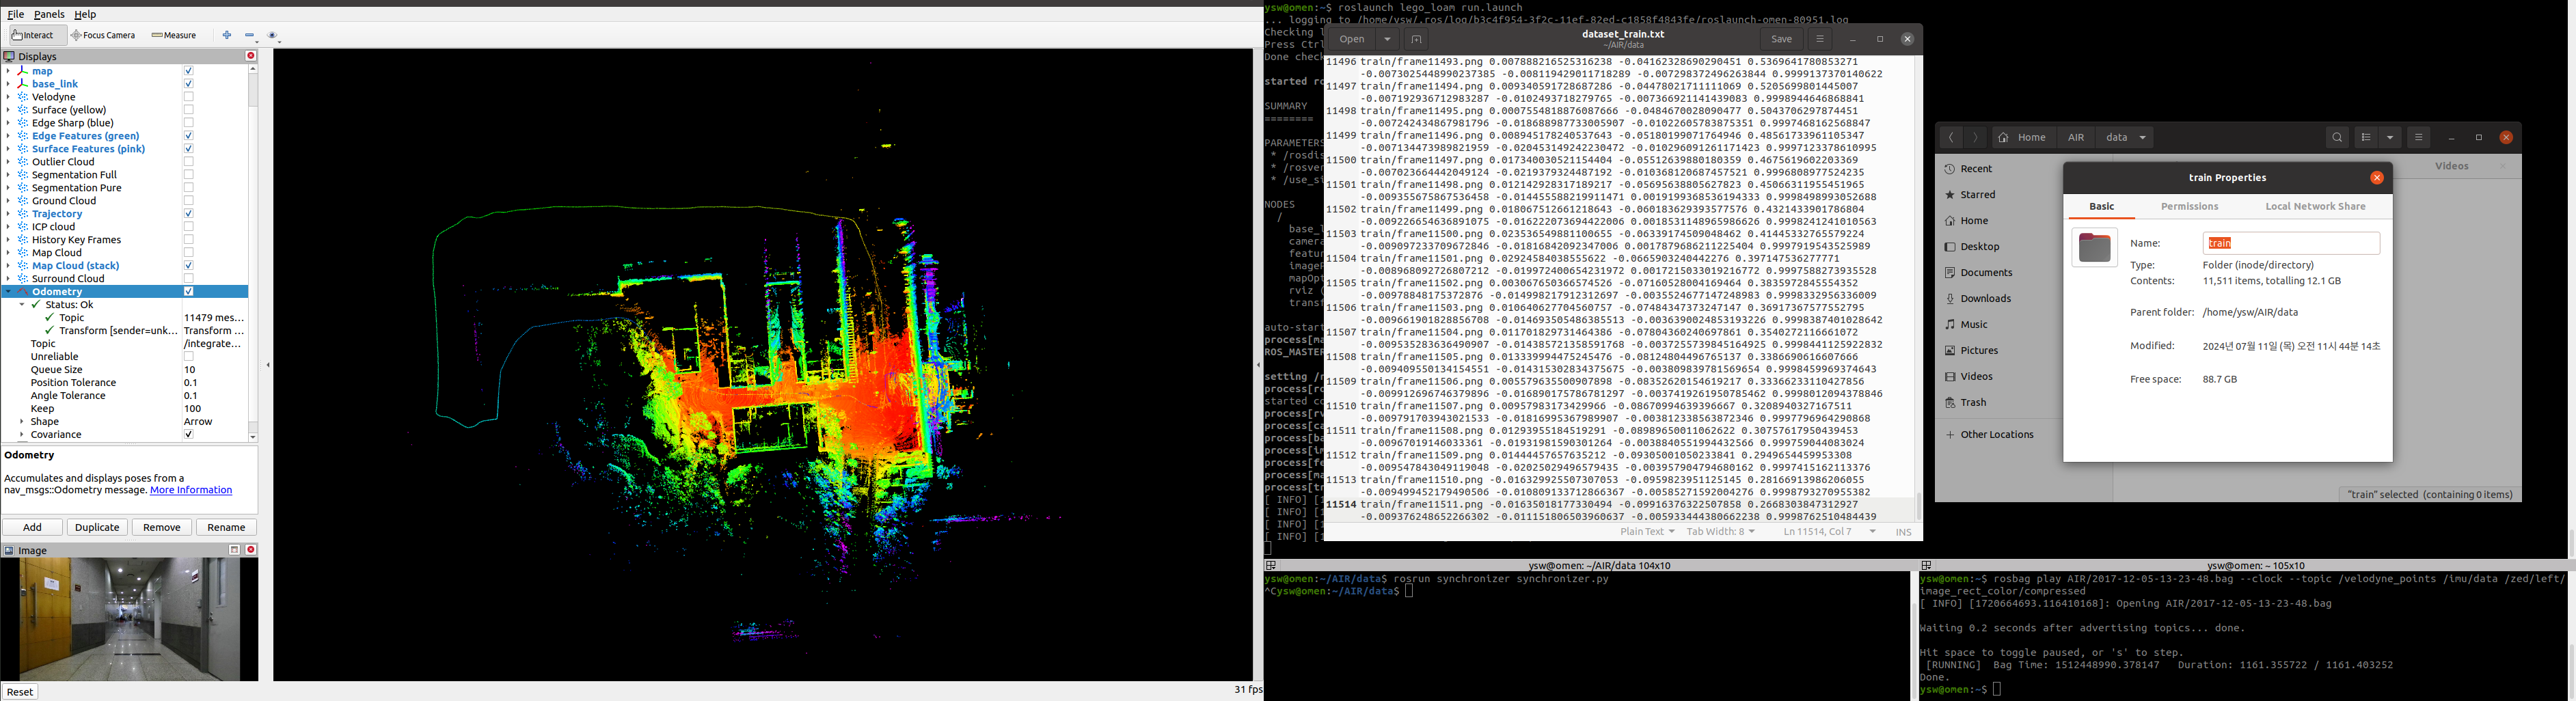 File Panels Help
Interact Focus Camera Measure
Displays
map
base_link
Velodyne
Surface (yellow)
Edge Sharp (blue)
Edge Features (green)
Surface Features (pink)
Outlier Cloud
Segmentation Full
Segmentation Pure
Ground Cloud
Trajectory
ICP cloud
History Key Frames
Map Cloud
Map Cloud (stack)
Surround Cloud
Odometry
Status: Ok
Topic 11479 mes...
Transform [sender=unk... Transform ...
Topic /integrate...
Unreliable
Queue Size 10
Position Tolerance 0.1
Angle Tolerance 0.1
Keep 100
Shape Arrow
Covariance
Odometry
Accumulates and displays poses from a
nav_msgs::Odometry message. More Information
Add Duplicate Remove Rename
Image
Reset
31 fps
ysw@omen:~$ roslaunch lego_loam run.launch
... logging to /home/ysw/.ros/log/b3c4f954-3f2c-11ef-82ed-c1858f4843fe/roslaunch-omen-80951.log
Checking l
Press Ctrl
Done check
started ro
SUMMARY
========
PARAMETERS
* /rosdis
* /rosver
* /use_si
NODES
/
base_l
camera
featur
imageP
mapOpt
rviz (
transf
auto-start
process[ma
ROS_MASTER
setting /r
process[ro
started co
process[rv
process[ca
process[ba
process[im
process[fe
process[ma
process[tr
[ INFO] [1
[ INFO] [1
[ INFO] [1
[ INFO] [1
Open
dataset_train.txt
~/AIR/data
Save
11496 train/frame11493.png 0.007888216525316238 -0.04162328690290451 0.5369641780853271
-0.0073025448990237385 -0.008119429011718289 -0.007298372496263844 0.9999137370140622
11497 train/frame11494.png 0.009340591728687286 -0.04478021711111069 0.5205699801445007
-0.007192936712983287 -0.0102493718279765 -0.007366921141439083 0.9998944646868841
11498 train/frame11495.png 0.0007554818876087666 -0.0484670028090477 0.5043706297874451
-0.007242434867981796 -0.018688987733005907 -0.01022605783875351 0.9997468162568847
11499 train/frame11496.png 0.008945178240537643 -0.05180199071764946 0.48561733961105347
-0.007134473989821959 -0.020453149242230472 -0.010296091261171423 0.9997123378610995
11500 train/frame11497.png 0.017340030521154404 -0.05512639880180359 0.4675619602203369
-0.007023664442049124 -0.0219379324487192 -0.010368120687457521 0.9996808977524235
11501 train/frame11498.png 0.012142928317189217 -0.05695638805627823 0.45066311955451965
-0.009355675867536458 -0.014455588219911471 0.0019199368536194333 0.9998498993052688
11502 train/frame11499.png 0.018067512661218643 -0.060183629393577576 0.4321433901786804
-0.009226654636891075 -0.016222073694422006 0.0018531148965986626 0.9998241241010563
11503 train/frame11500.png 0.023536549881100655 -0.06339174509048462 0.41445332765579224
-0.009097233709672846 -0.01816842092347006 0.0017879686211225404 0.9997919543525989
11504 train/frame11501.png 0.02924584038555622 -0.0665903240442276 0.397147536277771
-0.008968092726807212 -0.019972400654231972 0.0017215033019216772 0.9997588273935528
11505 train/frame11502.png 0.003067650366574526 -0.07160528004169464 0.3835972845554352
-0.00978848175372876 -0.014998217912312697 -0.0035524677147248983 0.9998332956336009
11506 train/frame11503.png 0.010640627704560757 -0.07484347373247147 0.36917367577552795
-0.009661901828856708 -0.014693505486385513 -0.003639002485319322​6 0.9998387401028642
11507 train/frame11504.png 0.011701829731464386 -0.07804360240697861 0.3540272116661072
-0.009535283636490907 -0.014385721358591768 -0.0037255739845164925 0.9998441125922832
11508 train/frame11505.png 0.013339994475245476 -0.08124804496765137 0.3386690616607666
-0.009409550134154551 -0.014315302834375675 -0.003809839781569654 0.9998459969374643
11509 train/frame11506.png 0.005579635500907898 -0.08352620154619217 0.33366233110427856
-0.009912696746379896 -0.016890175786781297 -0.0037419261950785462 0.9998012094378846
11510 train/frame11507.png 0.00957983173429966 -0.08670994639396667 0.3208940327167511
-0.009791703943021533 -0.018169953679899​07 -0.003812338563872346 0.9997796964290868
11511 train/frame11508.png 0.01293955184519291 -0.08989650011062622 0.30757617950439453
-0.00967019146033361 -0.01931981590301264 -0.0038840551994432566 0.999759044083024
11512 train/frame11509.png 0.01444457657635212 -0.09305001050233841 0.2949654459953308
-0.009547843049119048 -0.02025029496579435 -0.003957904794680162 0.9997415162113376
11513 train/frame11510.png -0.016329925507307053 -0.0959823951125145 0.28166913986206055
-0.009499452179490506 -0.010809133712866367 -0.00585271592004276 0.9998793270955382
11514 train/frame11511.png -0.01635018177330494 -0.09916376322507858 0.2668303847312927
-0.009376248652266302 -0.011151806503960637 -0.0059334443806​62238 0.9998762510484439
Plain Text Tab Width: 8 Ln 11514, Col 7 INS
Home AIR data
Recent
Starred
Home
Desktop
Documents
Downloads
Music
Pictures
Videos
Trash
Other Locations
Videos
train Properties
Basic Permissions Local Network Share
Name: train
Type: Folder (inode/directory)
Contents: 11,511 items, totalling 12.1 GB
Parent folder: /home/ysw/AIR/data
Modified: 2024년 07월 11일 (목) 오전 11시 44분 14초
Free space: 88.7 GB
"train" selected (containing 0 items)
ysw@omen: ~/AIR/data 104x10
ysw@omen:~/AIR/data$ rosrun synchronizer synchronizer.py
^Cysw@omen:~/AIR/data$
ysw@omen: ~ 105x10
ysw@omen:~$ rosbag play AIR/2017-12-05-13-23-48.bag --clock --topic /velodyne_points /imu/data /zed/left/
image_rect_color/compressed
[ INFO] [1720664693.116410168]: Opening AIR/2017-12-05-13-23-48.bag
Waiting 0.2 seconds after advertising topics... done.
Hit space to toggle paused, or 's' to step.
[RUNNING] Bag Time: 1512448990.378147 Duration: 1161.355722 / 1161.403252
Done.
ysw@omen:~$